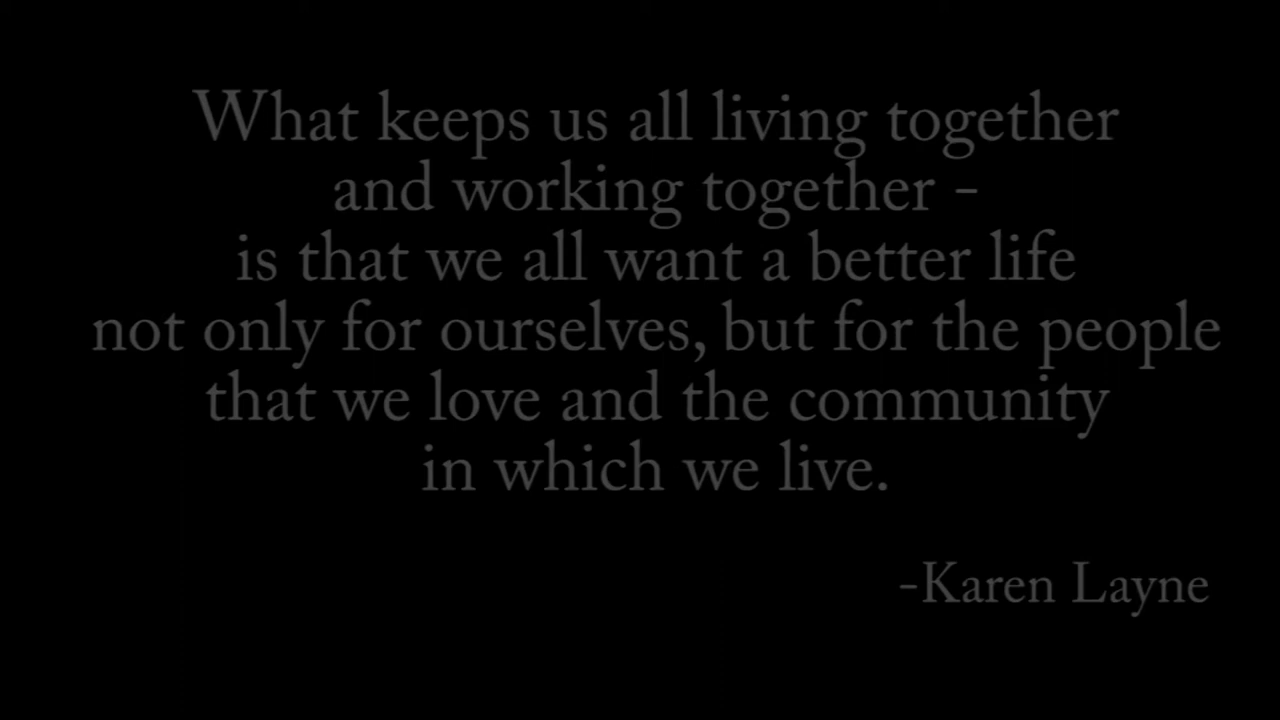 What keeps us all living together
and working together -
is that we all want a better life
not only for ourselves, but for the people
that we love and the community
in which we live.
-Karen Layne